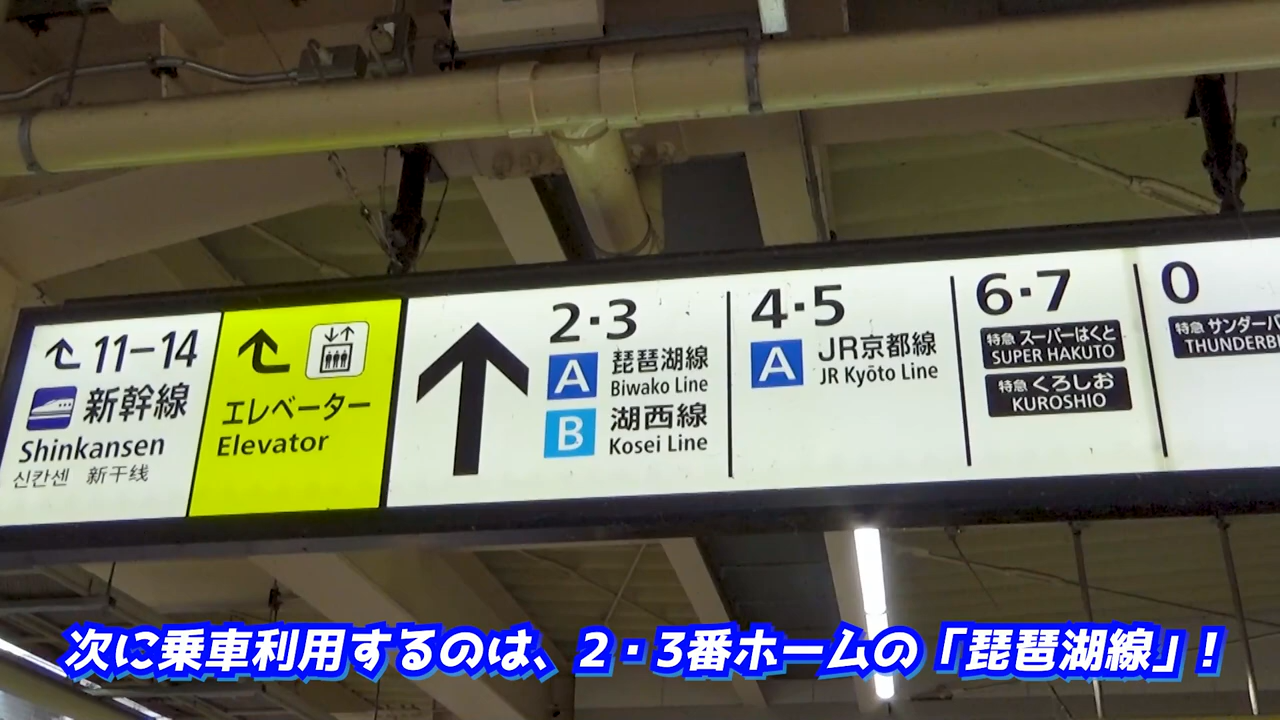 11-14
新幹線
Shinkansen
신칸센 新干线
エレベーター
Elevator
2・3
A 琵琶湖線
Biwako Line
B 湖西線
Kosei Line
4・5
A JR京都線
JR Kyōto Line
6・7
特急 スーパーはくと
SUPER HAKUTO
特急 くろしお
KUROSHIO
0
特急 サンダーバ
THUNDERBI
次に乗車利用するのは、2・3番ホームの「琵琶湖線」!